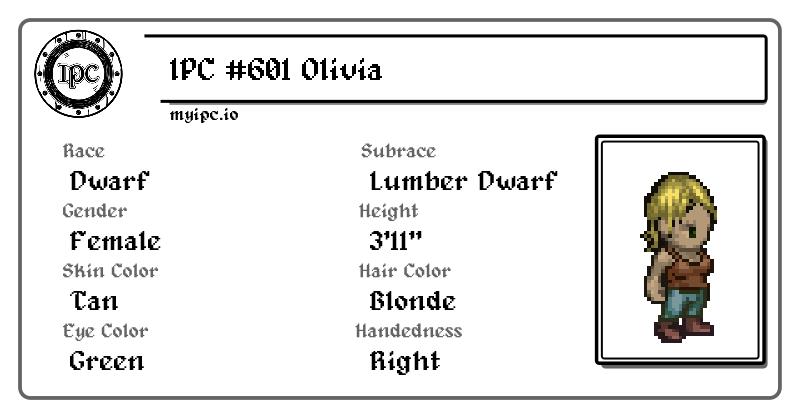 IPC
IPC #601 Olivia
myipc.io
Race
Dwarf
Subrace
Lumber Dwarf
Gender
Female
Height
3'11"
Skin Color
Tan
Hair Color
Blonde
Eye Color
Green
Handedness
Right